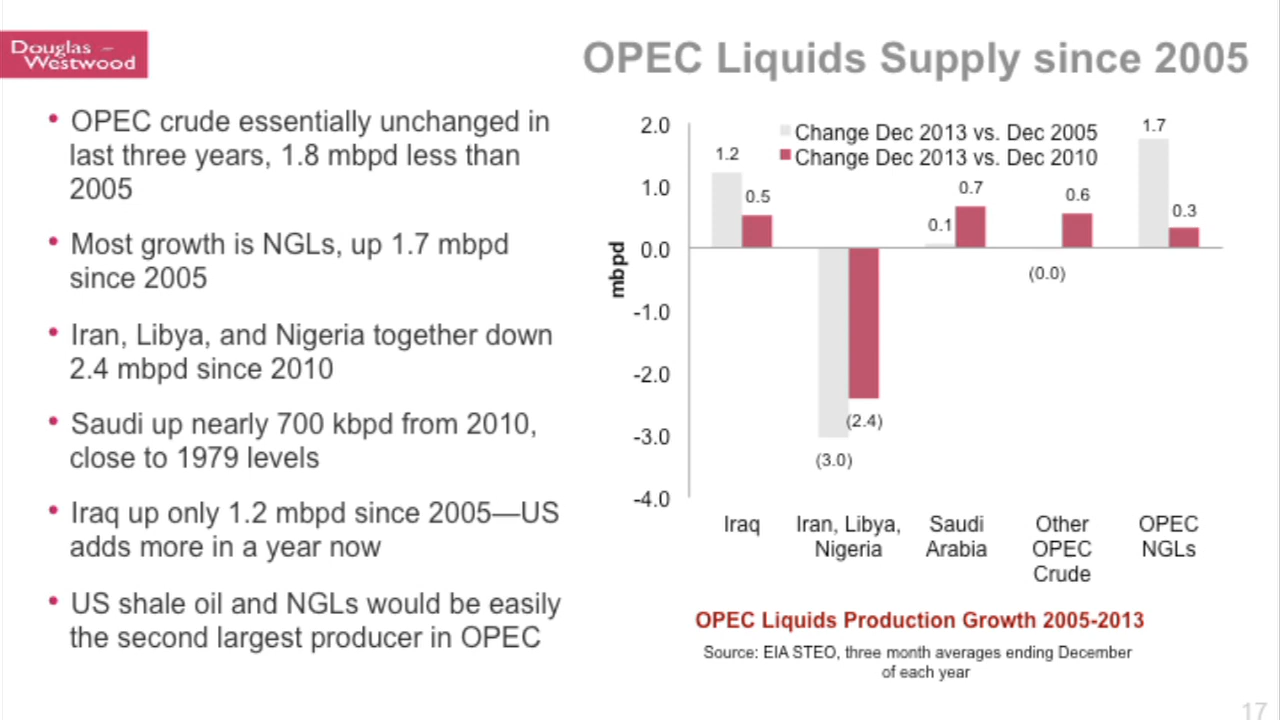 Douglas –
Westwood
OPEC Liquids Supply since 2005
• OPEC crude essentially unchanged in
last three years, 1.8 mbpd less than
2005
• Most growth is NGLs, up 1.7 mbpd
since 2005
• Iran, Libya, and Nigeria together down
2.4 mbpd since 2010
• Saudi up nearly 700 kbpd from 2010,
close to 1979 levels
• Iraq up only 1.2 mbpd since 2005—US
adds more in a year now
• US shale oil and NGLs would be easily
the second largest producer in OPEC
Change Dec 2013 vs. Dec 2005
Change Dec 2013 vs. Dec 2010
mbpd
2.0
1.0
0.0
-1.0
-2.0
-3.0
-4.0
1.2
0.5
(3.0)
(2.4)
0.1
0.7
(0.0)
0.6
1.7
0.3
Iraq
Iran, Libya,
Nigeria
Saudi
Arabia
Other
OPEC
Crude
OPEC
NGLs
OPEC Liquids Production Growth 2005-2013
Source: EIA STEO, three month averages ending December
of each year
17